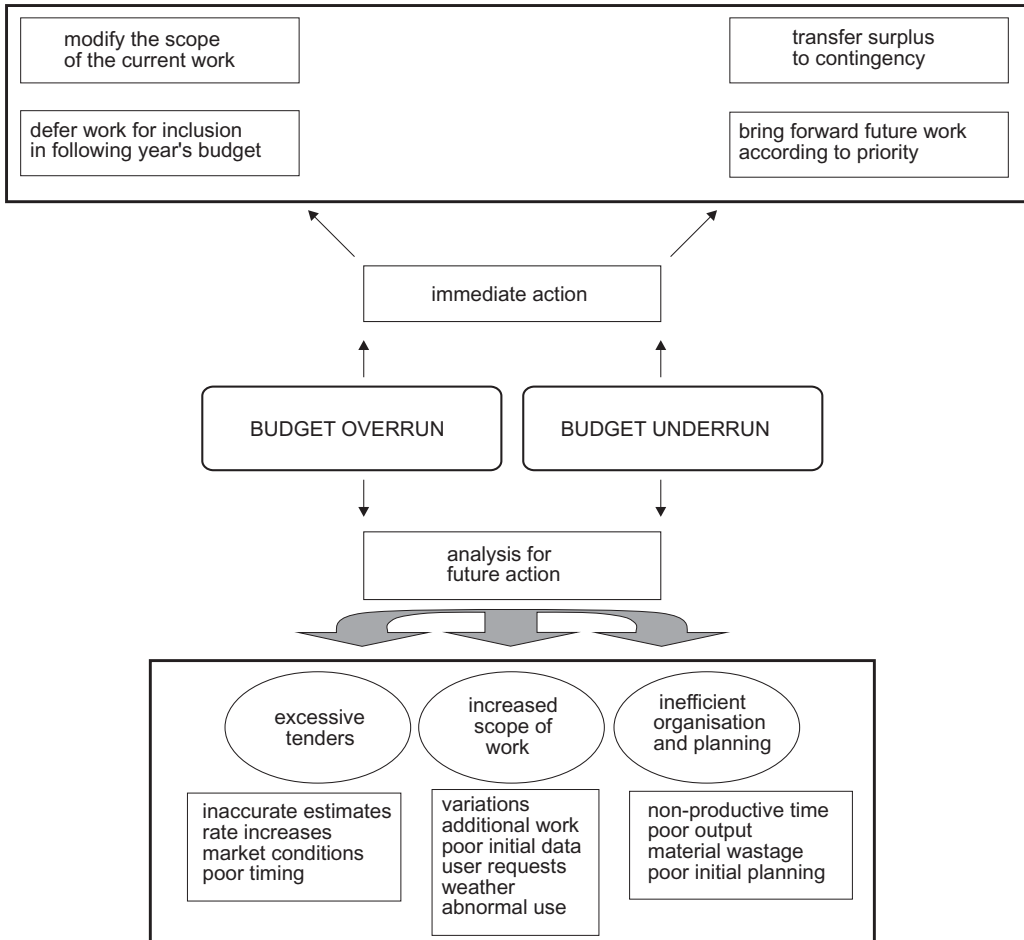 modify the scope
of the current work
transfer surplus
to contingency
defer work for inclusion
in following year's budget
bring forward future work
according to priority
immediate action
BUDGET OVERRUN
BUDGET UNDERRUN
analysis for
future action
excessive
tenders
increased
scope of
work
inefficient
organisation
and planning
inaccurate estimates
rate increases
market conditions
poor timing
variations
additional work
poor initial data
user requests
weather
abnormal use
non-productive time
poor output
material wastage
poor initial planning